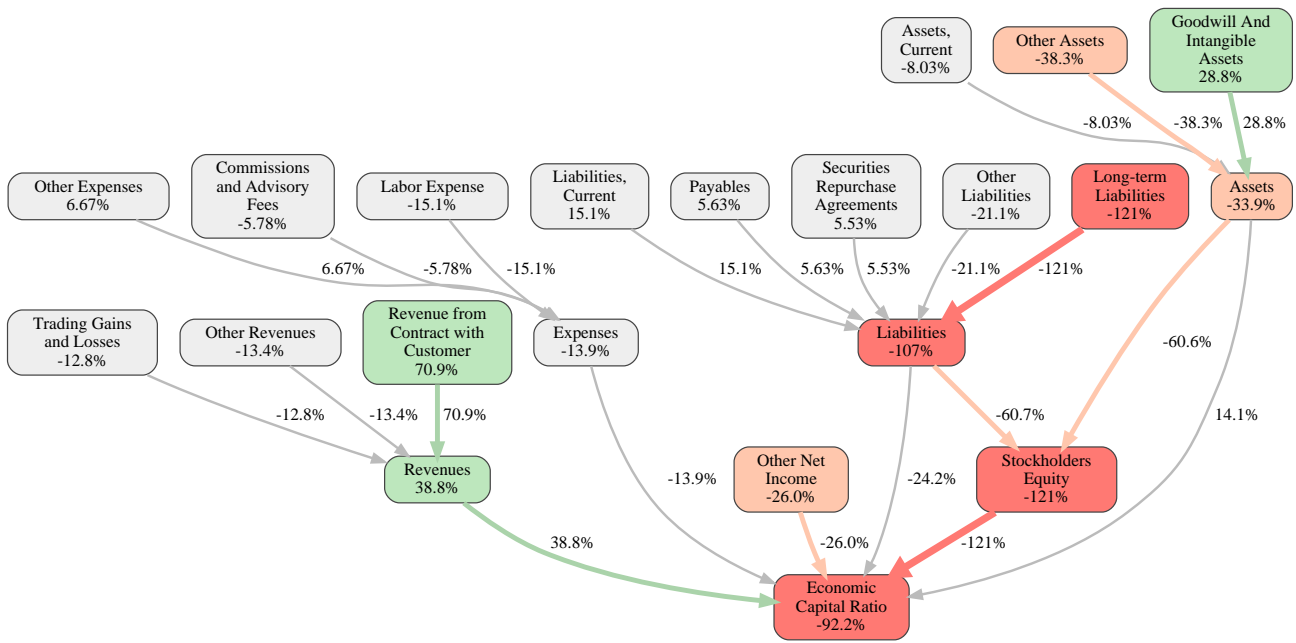 Assets,
Current
-8.03%
Other Assets
-38.3%
Goodwill And
Intangible
Assets
28.8%
-8.03%
-38.3%
28.8%
Other Expenses
6.67%
Commissions
and Advisory
Fees
-5.78%
Labor Expense
-15.1%
Liabilities,
Current
15.1%
Payables
5.63%
Securities
Repurchase
Agreements
5.53%
Other
Liabilities
-21.1%
Long-term
Liabilities
-121%
Assets
-33.9%
6.67%
-5.78%
-15.1%
15.1%
5.63%
5.53%
-21.1%
-121%
Trading Gains
and Losses
-12.8%
Other Revenues
-13.4%
Revenue from
Contract with
Customer
70.9%
Expenses
-13.9%
Liabilities
-107%
-60.6%
-12.8%
-13.4%
70.9%
-60.7%
14.1%
Revenues
38.8%
-13.9%
Other Net
Income
-26.0%
-24.2%
Stockholders
Equity
-121%
38.8%
-26.0%
-121%
Economic
Capital Ratio
-92.2%